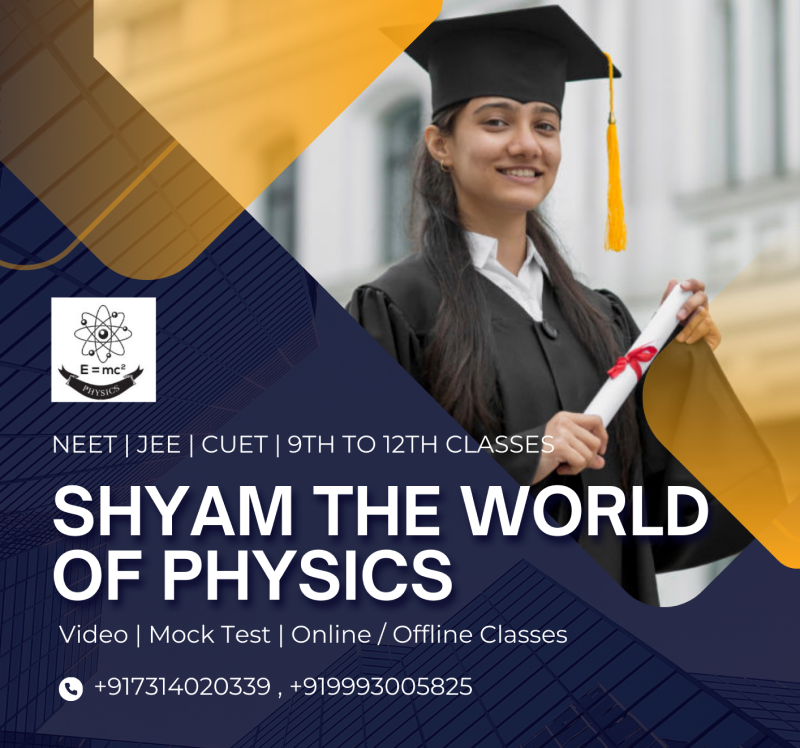 E = mc²
PHYSICS
NEET | JEE | CUET | 9TH TO 12TH CLASSES
SHYAM THE WORLD
OF PHYSICS
Video | Mock Test | Online / Offline Classes
+917314020339 , +919993005825